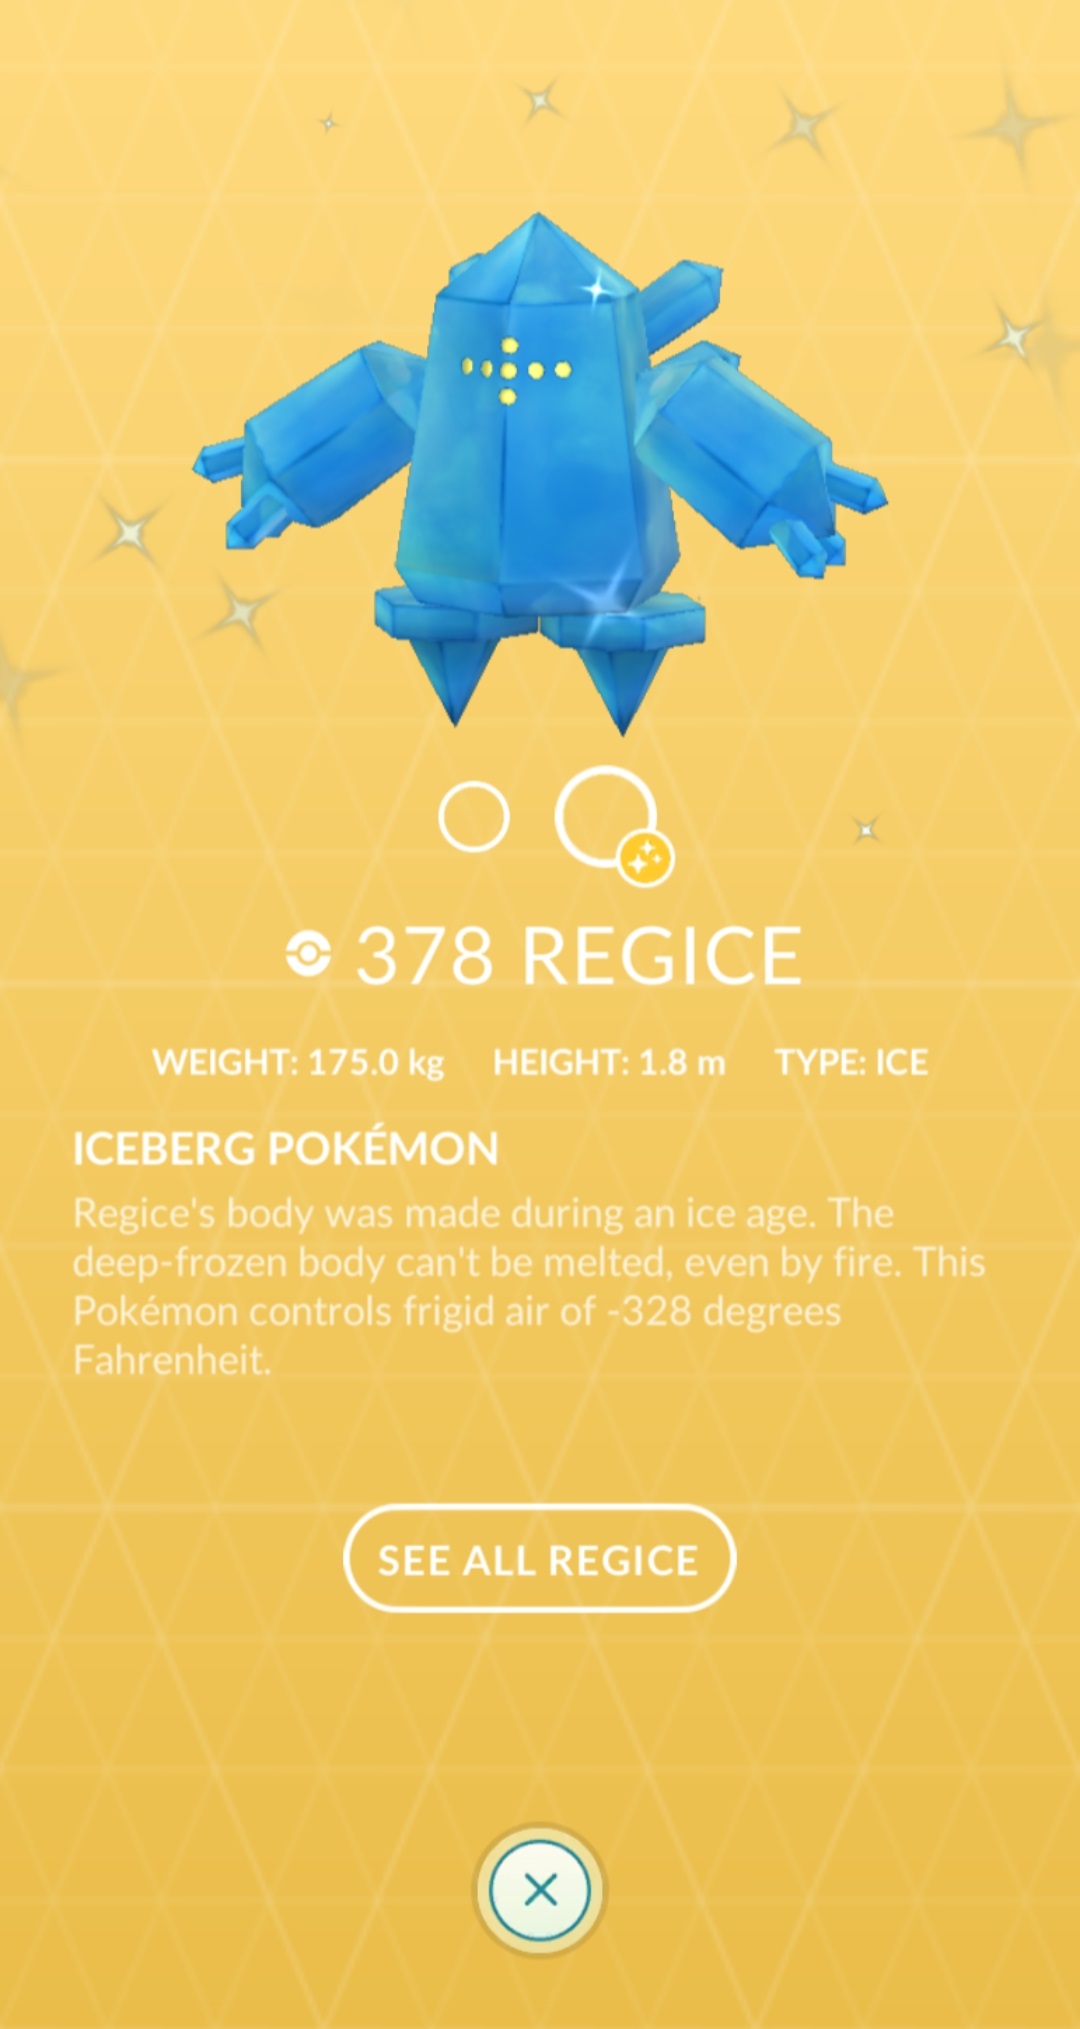 378 REGICE
WEIGHT: 175.0 kg HEIGHT: 1.8 m TYPE: ICE
ICEBERG POKÉMON
Regice's body was made during an ice age. The
deep-frozen body can't be melted, even by fire. This
Pokémon controls frigid air of -328 degrees
Fahrenheit.
SEE ALL REGICE